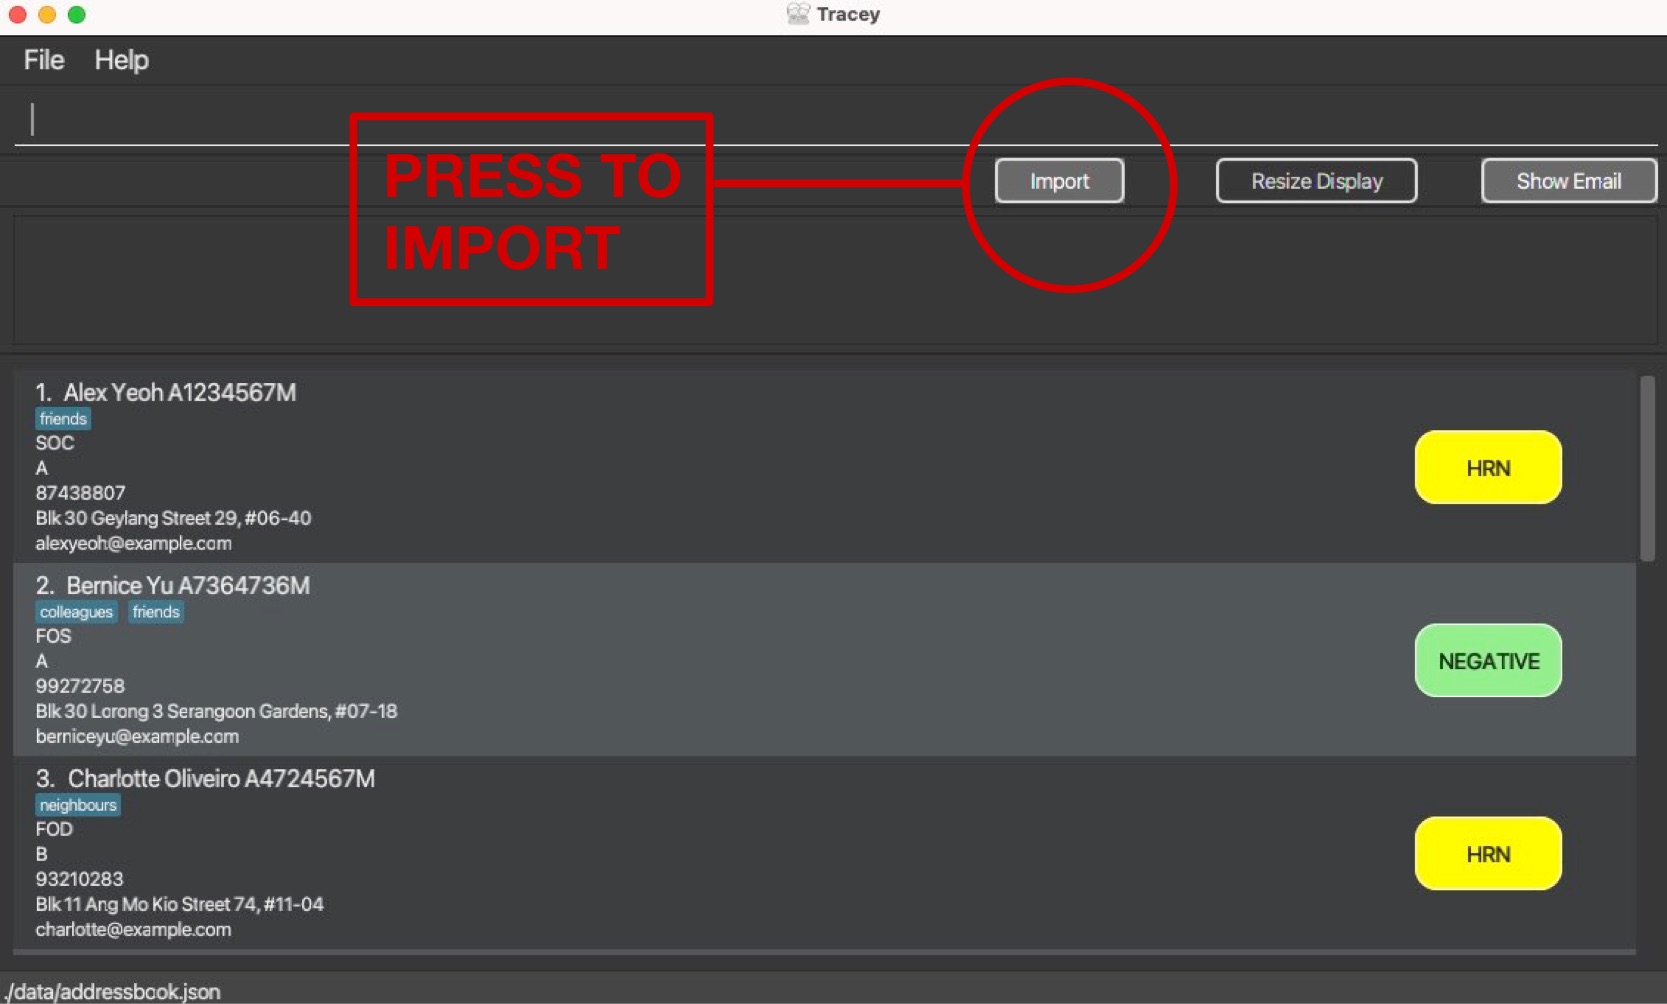 Tracey
File Help
PRESS TO
IMPORT
Import Resize Display Show Email
1. Alex Yeoh A1234567M
friends
SOC
A
87438807
Blk 30 Geylang Street 29, #06-40
alexyeoh@example.com
HRN
2. Bernice Yu A7364736M
colleagues friends
FOS
A
99272758
Blk 30 Lorong 3 Serangoon Gardens, #07-18
berniceyu@example.com
NEGATIVE
3. Charlotte Oliveiro A4724567M
neighbours
FOD
B
93210283
Blk 11 Ang Mo Kio Street 74, #11-04
charlotte@example.com
HRN
./data/addressbook.json